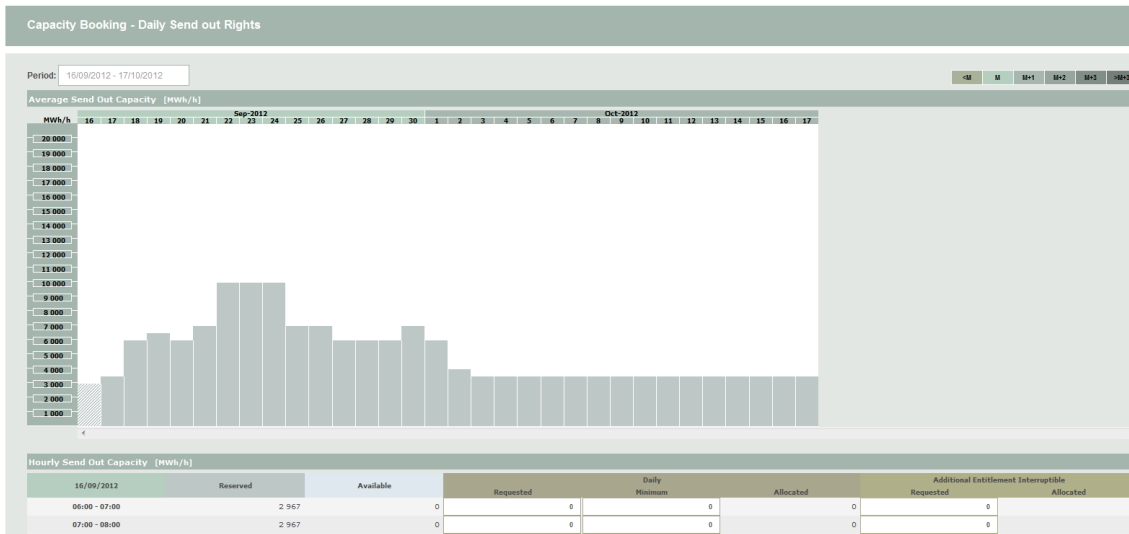 Capacity Booking - Daily Send out Rights
Period: 16/09/2012 - 17/10/2012
<M M M+1 M+2 M+3 >M+3
Average Send Out Capacity [MWh/h]
Sep-2012 Oct-2012
MWh/h 16 17 18 19 20 21 22 23 24 25 26 27 28 29 30 1 2 3 4 5 6 7 8 9 10 11 12 13 14 15 16 17
20 000
19 000
18 000
17 000
16 000
15 000
14 000
13 000
12 000
11 000
10 000
9 000
8 000
7 000
6 000
5 000
4 000
3 000
2 000
1 000
Hourly Send Out Capacity [MWh/h]
16/09/2012 Reserved Available Daily Additional Entitlement Interruptible
Requested Minimum Allocated Requested Allocated
06:00 - 07:00 2 967 0 0 0 0 0
07:00 - 08:00 2 967 0 0 0 0 0